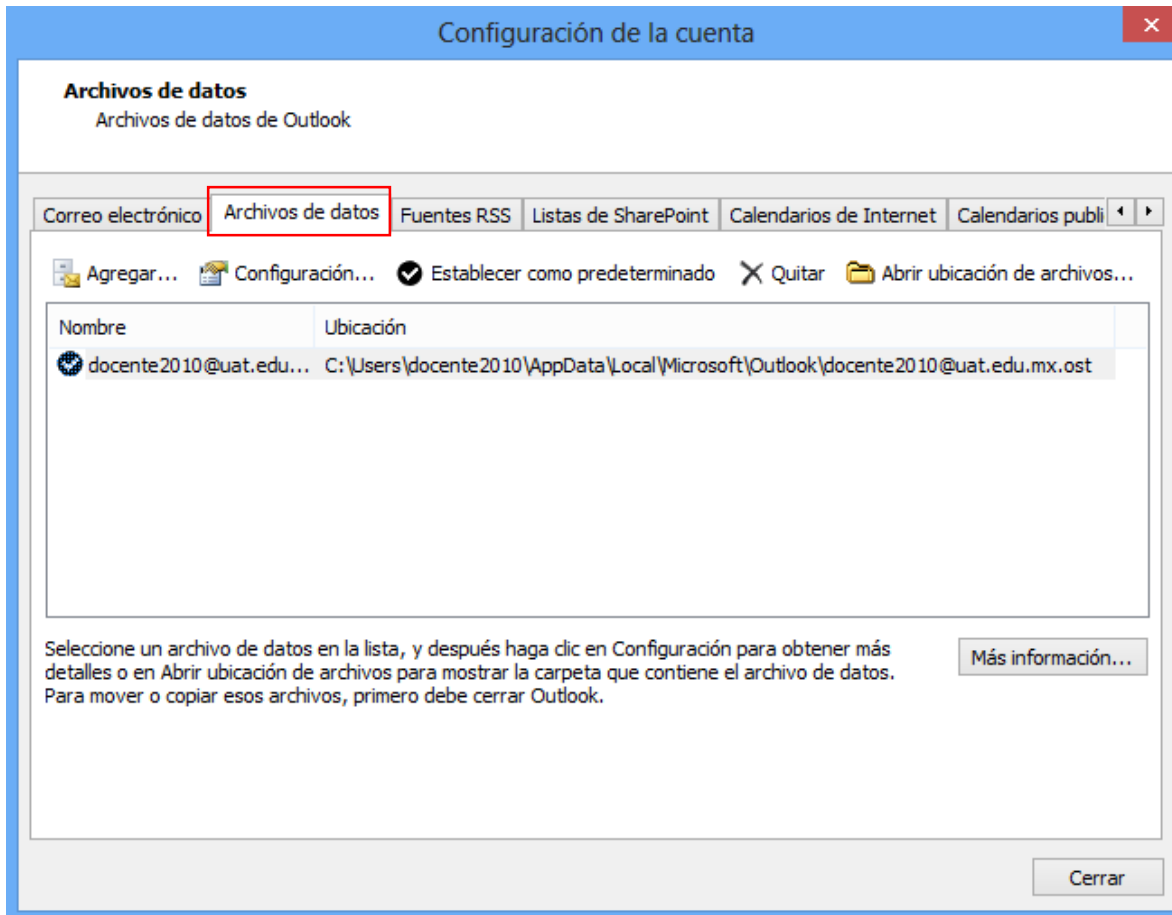 Configuración de la cuenta
Archivos de datos
Archivos de datos de Outlook
Correo electrónico Archivos de datos Fuentes RSS Listas de SharePoint Calendarios de Internet Calendarios publi
Agregar... Configuración... Establecer como predeterminado Quitar Abrir ubicación de archivos...
Nombre Ubicación
docente2010@uat.edu... C:\Users\docente2010\AppData\Local\Microsoft\Outlook\docente2010@uat.edu.mx.ost
Seleccione un archivo de datos en la lista, y después haga clic en Configuración para obtener más
detalles o en Abrir ubicación de archivos para mostrar la carpeta que contiene el archivo de datos.
Para mover o copiar esos archivos, primero debe cerrar Outlook.
Más información...
Cerrar